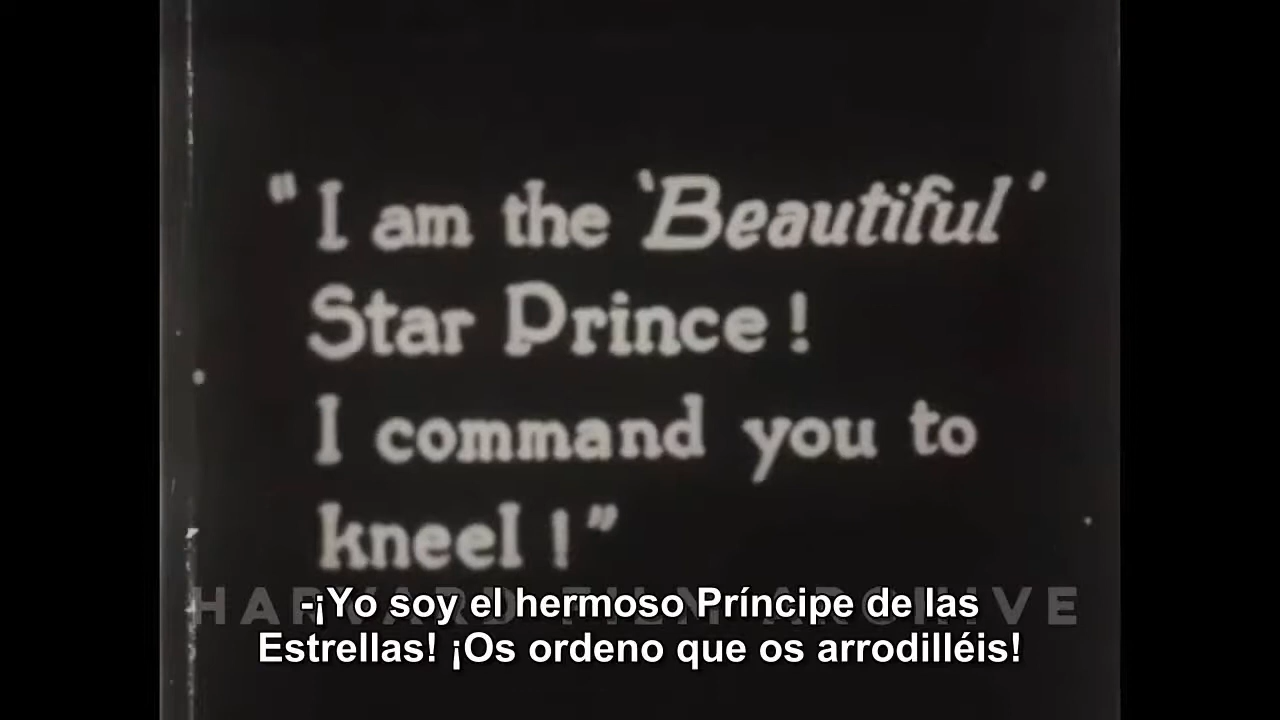 "I am the 'Beautiful'
Star Prince!
I command you to
kneel!"
HARVARD FILM ARCHIVE
-¡Yo soy el hermoso Príncipe de las
Estrellas! ¡Os ordeno que os arrodilléis!